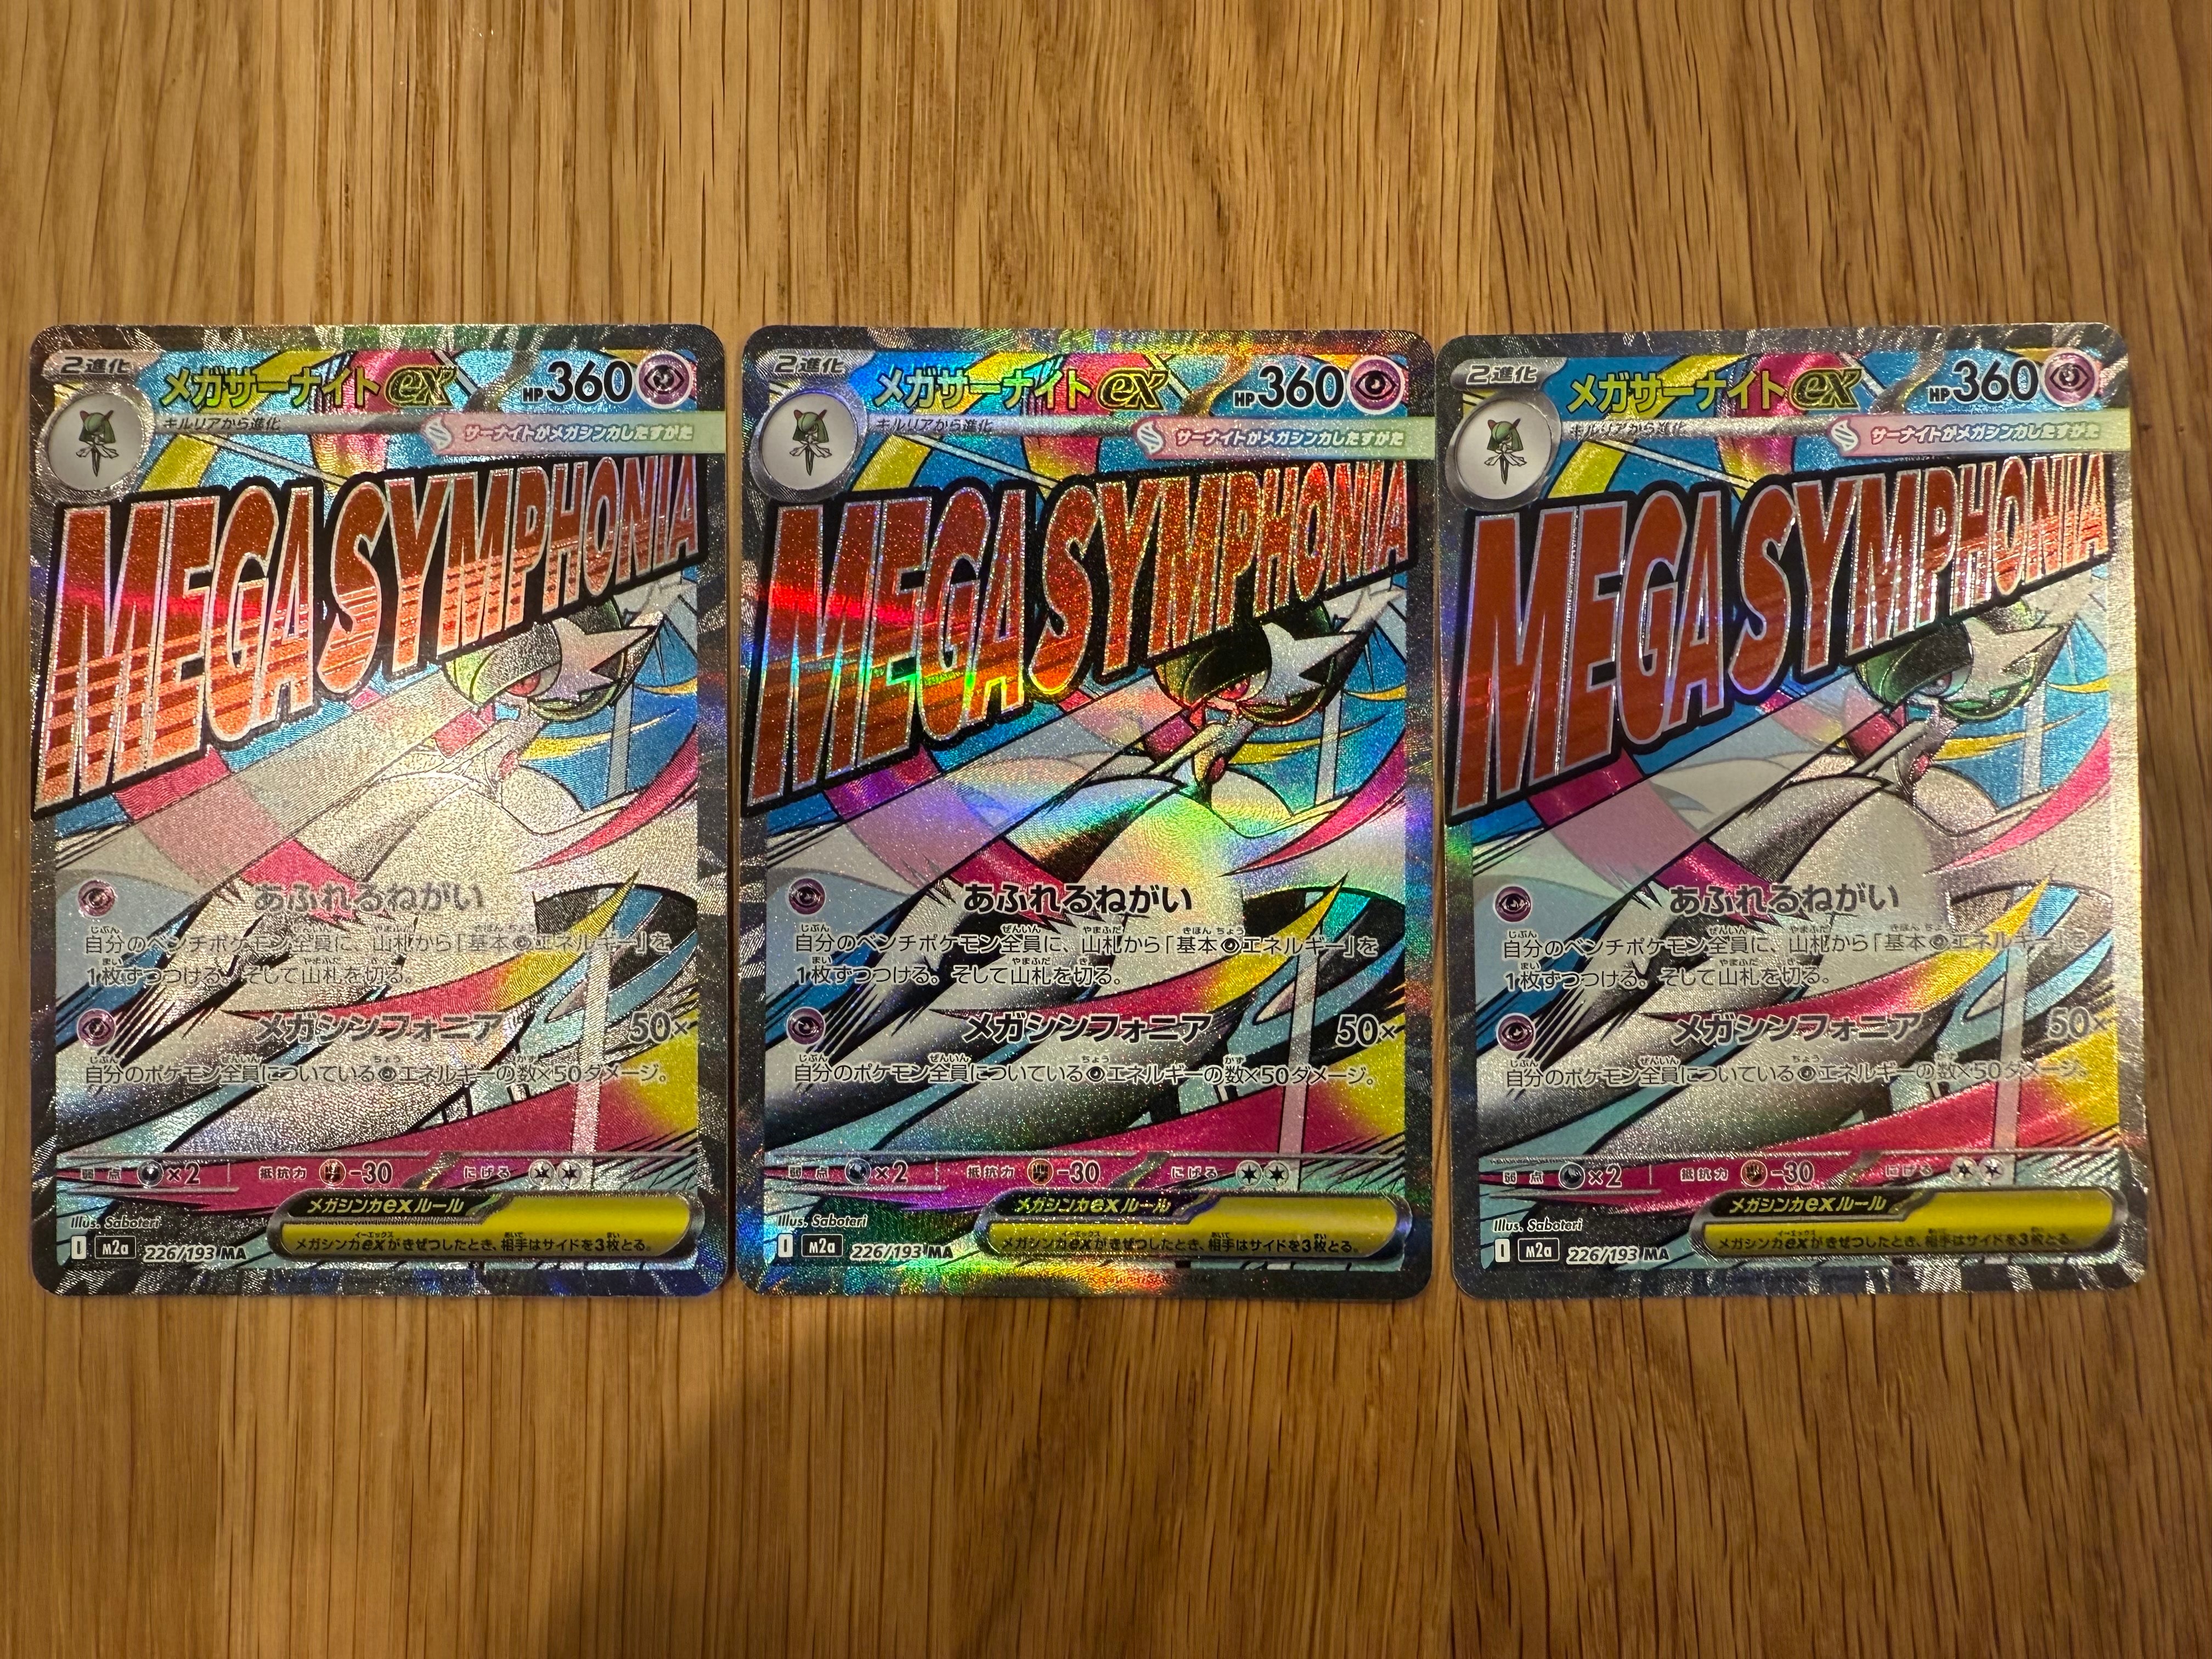 2進化
メガサーナイトex
HP360
キルリアから進化
サーナイトがメガシンカしたすがた
MEGA SYMPHONIA
あふれるねがい
自分のベンチポケモン全員に、山札から「基本エネルギー」を
1枚ずつつける。そして山札を切る。
メガシンフォニア 50×
自分のポケモン全員についているエネルギーの数×50ダメージ。
弱点 ×2 抵抗力 -30 にげる
メガシンカexルール
メガシンカexがきぜつしたとき、相手はサイドを3枚とる。
Illus. Saboteri
I m2a 226/193 MA
2進化
メガサーナイトex
HP360
キルリアから進化
サーナイトがメガシンカしたすがた
MEGA SYMPHONIA
あふれるねがい
自分のベンチポケモン全員に、山札から「基本エネルギー」を
1枚ずつつける。そして山札を切る。
メガシンフォニア 50×
自分のポケモン全員についているエネルギーの数×50ダメージ。
弱点 ×2 抵抗力 -30 にげる
メガシンカexルール
メガシンカexがきぜつしたとき、相手はサイドを3枚とる。
Illus. Saboteri
I m2a 226/193 MA
2進化
メガサーナイトex
HP360
キルリアから進化
サーナイトがメガシンカしたすがた
MEGA SYMPHONIA
あふれるねがい
自分のベンチポケモン全員に、山札から「基本エネルギー」を
1枚ずつつける。そして山札を切る。
メガシンフォニア 50×
自分のポケモン全員についているエネルギーの数×50ダメージ。
弱点 ×2 抵抗力 -30 にげる
メガシンカexルール
メガシンカexがきぜつしたとき、相手はサイドを3枚とる。
Illus. Saboteri
I m2a 226/193 MA